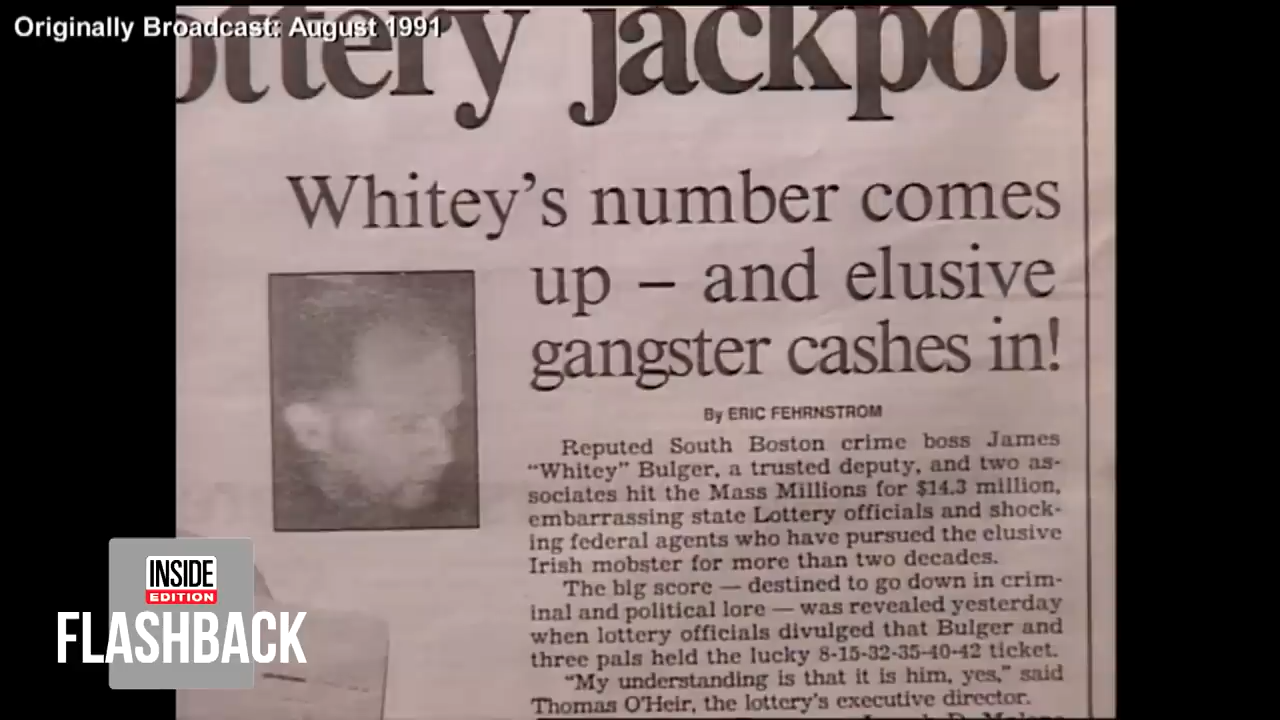 Originally Broadcast: August 1991
ottery jackpot
Whitey's number comes
up – and elusive
gangster cashes in!
By ERIC FEHRNSTROM
Reputed South Boston crime boss James
“Whitey” Bulger, a trusted deputy, and two as-
sociates hit the Mass Millions for $14.3 million,
embarrassing state Lottery officials and shock-
ing federal agents who have pursued the elusive
Irish mobster for more than two decades.
The big score — destined to go down in crim-
inal and political lore — was revealed yesterday
when lottery officials divulged that Bulger and
three pals held the lucky 8-15-32-35-40-42 ticket.
“My understanding is that it is him, yes,” said
Thomas O'Heir, the lottery's executive director.
INSIDE
EDITION
FLASHBACK